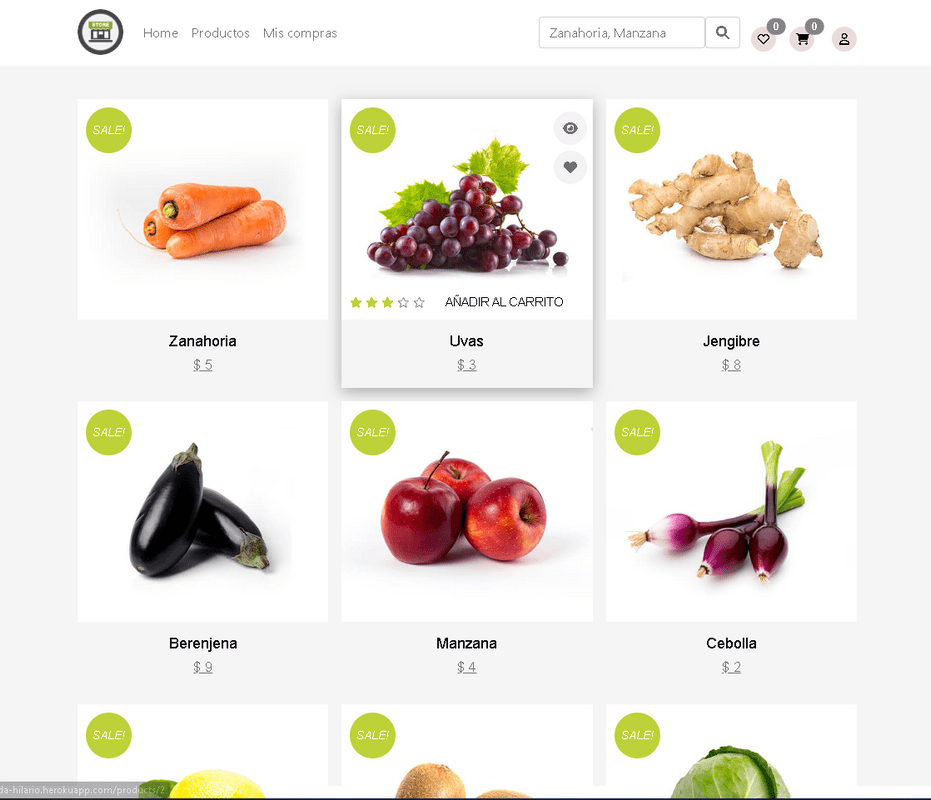 STORE
Home Productos Mis compras
Zanahoria, Manzana
0
0
SALE!
SALE!
SALE!
AÑADIR AL CARRITO
Zanahoria
Uvas
Jengibre
$ 5
$ 3
$ 8
SALE!
SALE!
SALE!
Berenjena
Manzana
Cebolla
$ 9
$ 4
$ 2
SALE!
SALE!
SALE!
da-hilario.herokuapp.com/products/2